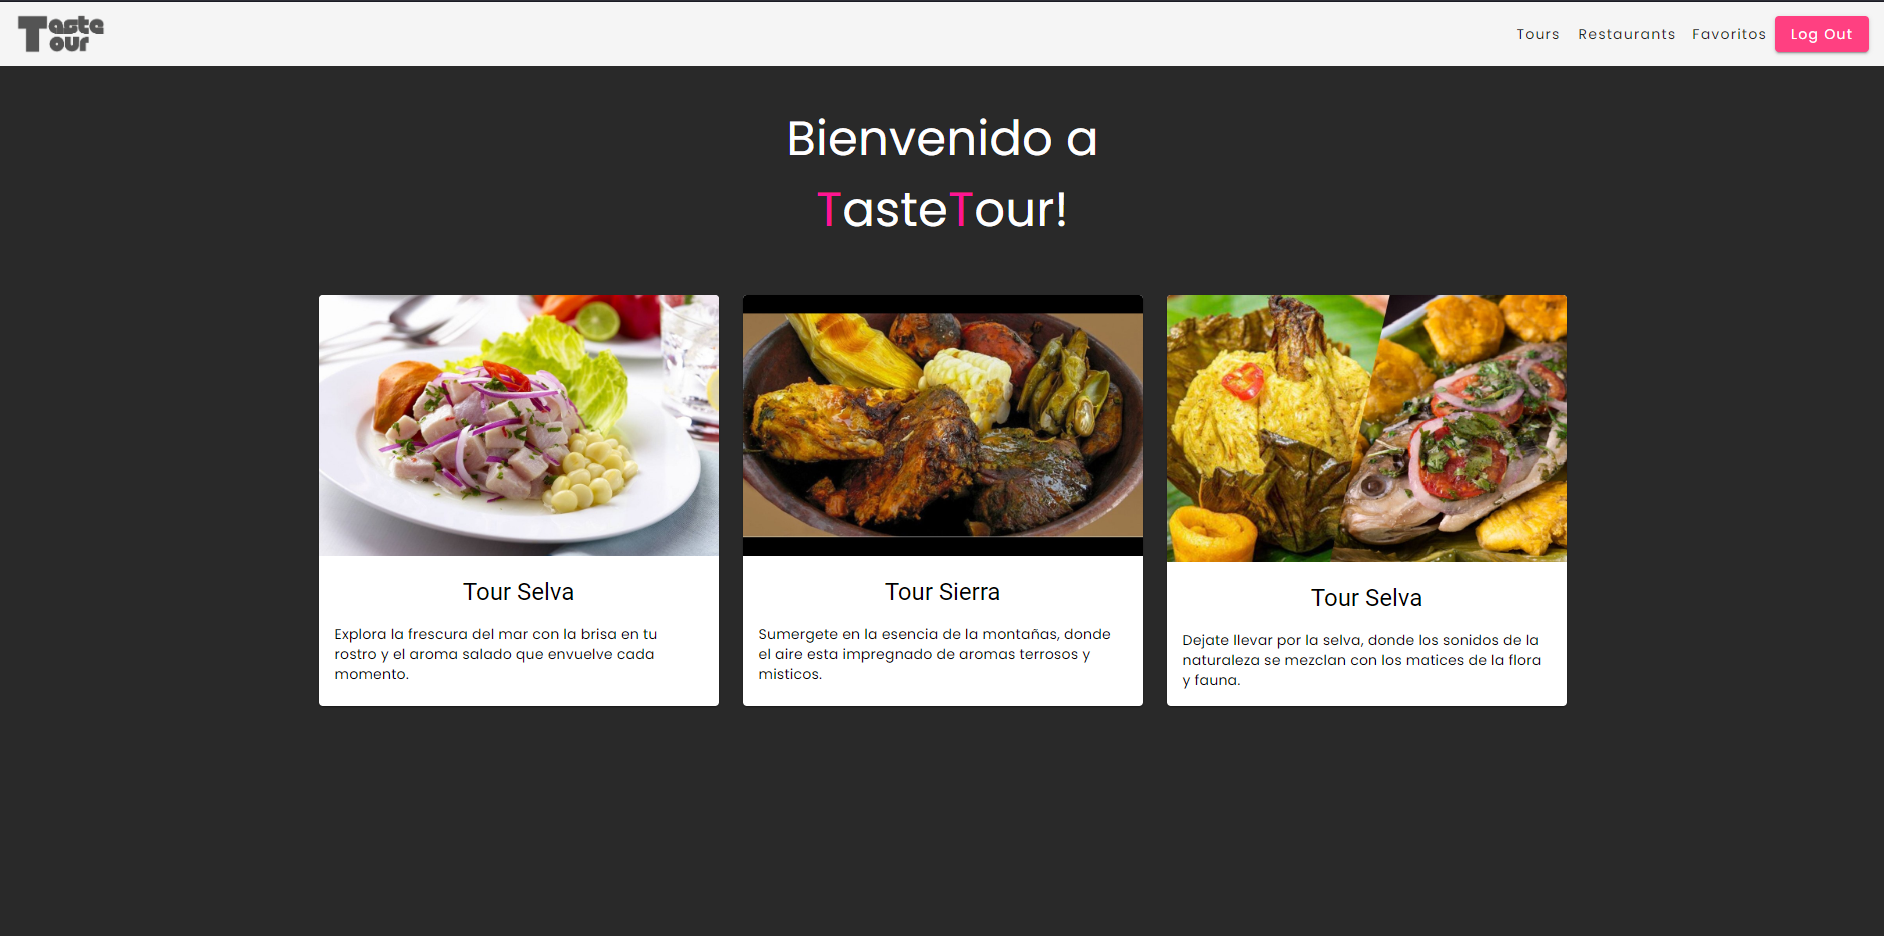 Taste
Tour
Tours Restaurants Favoritos Log Out
Bienvenido a
TasteTour!
Tour Selva
Explora la frescura del mar con la brisa en tu
rostro y el aroma salado que envuelve cada
momento.
Tour Sierra
Sumergete en la esencia de la montañas, donde
el aire esta impregnado de aromas terrosos y
misticos.
Tour Selva
Dejate llevar por la selva, donde los sonidos de la
naturaleza se mezclan con los matices de la flora
y fauna.